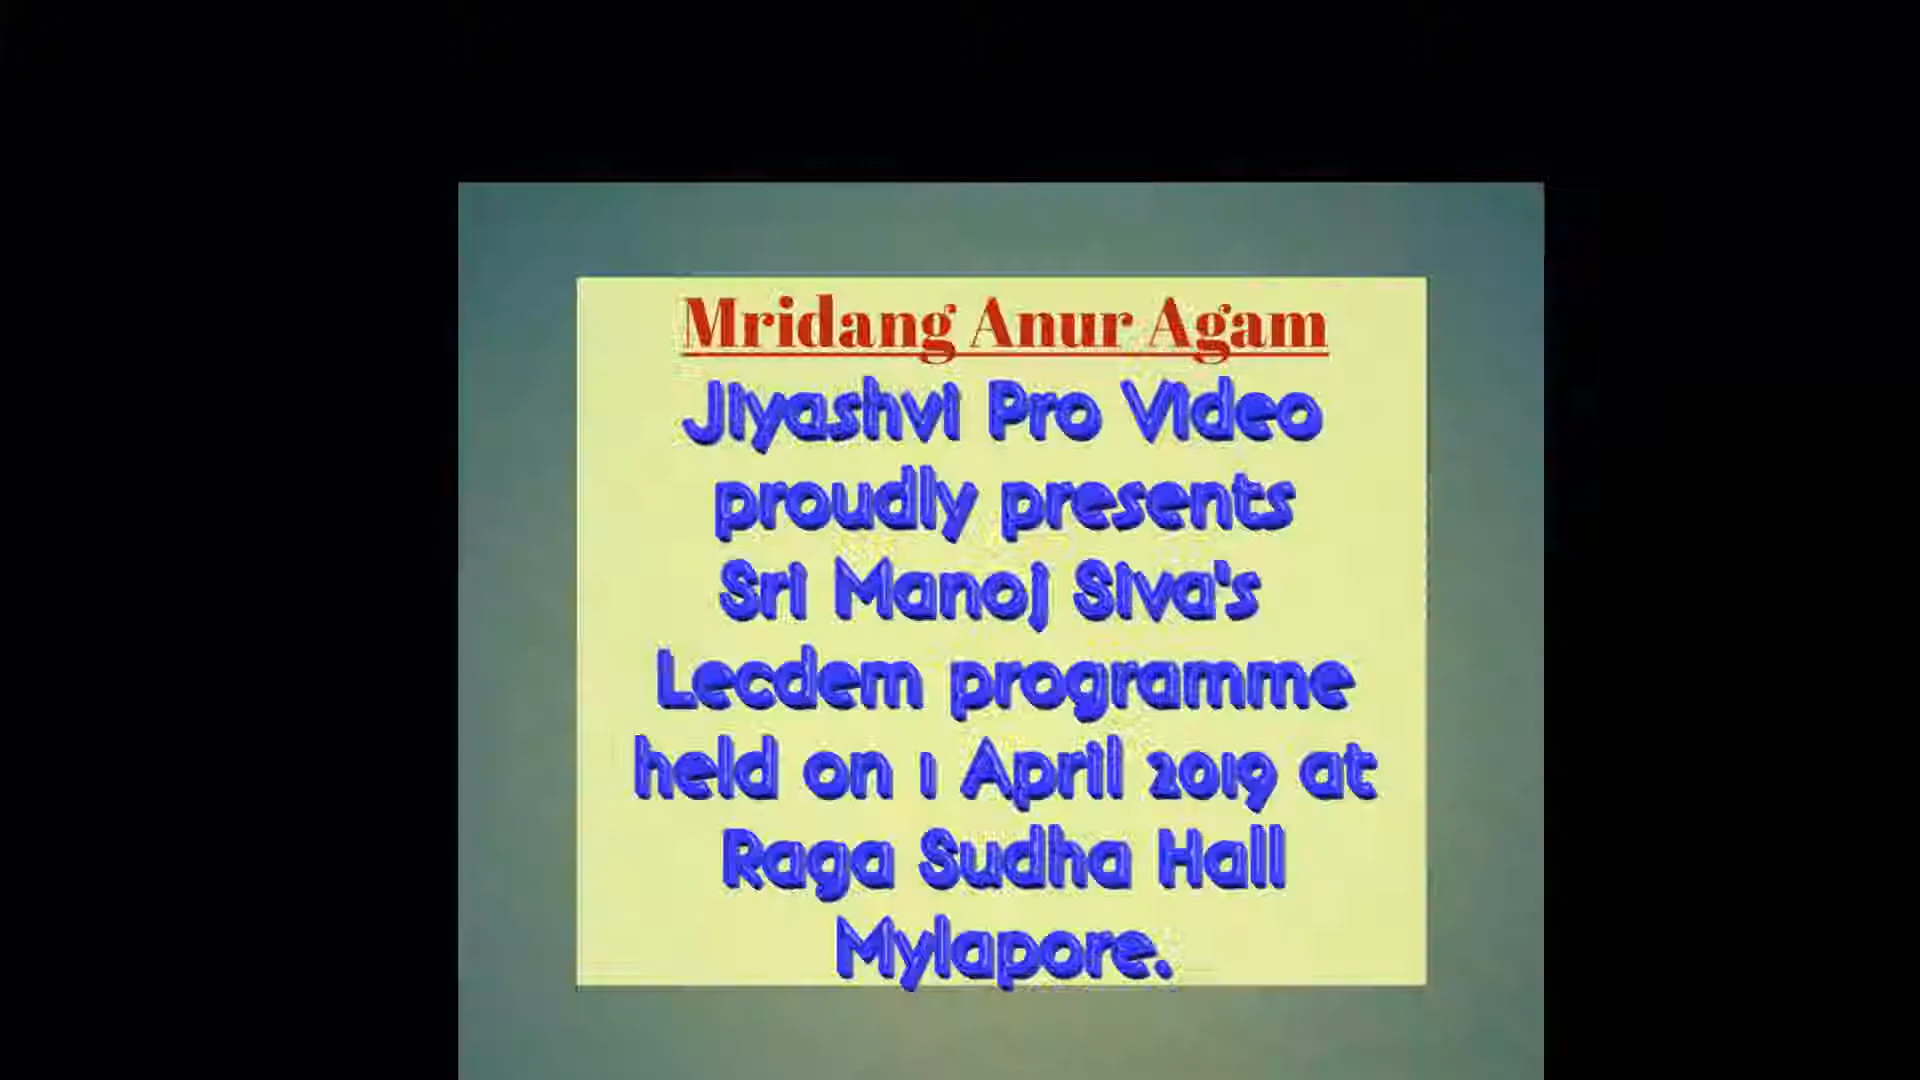 Mridang Anur Agam
Jiyashvi Pro Video
proudly presents
Sri Manoj Siva's
Lecdem programme
held on 1 April 2019 at
Raga Sudha Hall
Mylapore.